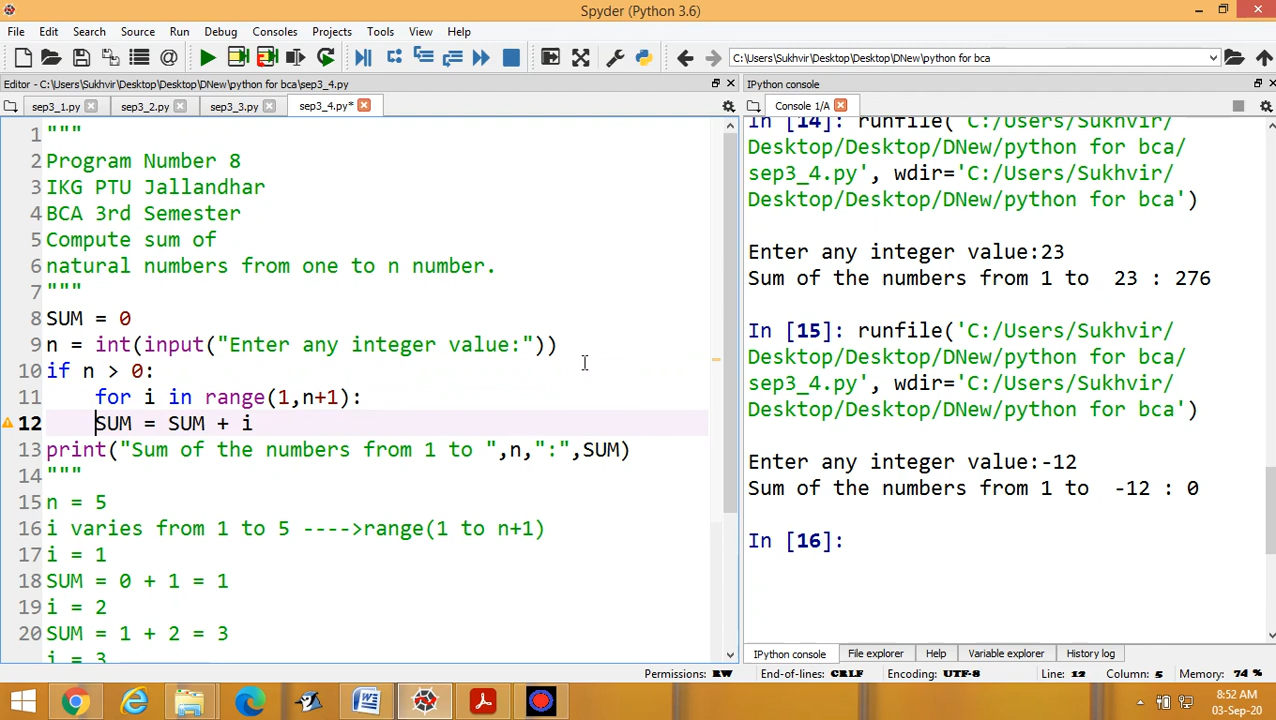 Spyder (Python 3.6)
File Edit Search Source Run Debug Consoles Projects Tools View Help
C:\Users\Sukhvir\Desktop\Desktop\DNew\python for bca
Editor - C:\Users\Sukhvir\Desktop\Desktop\DNew\python for bca\sep3_4.py
IPython console
sep3_1.py sep3_2.py sep3_3.py sep3_4.py*
Console 1/A
1 """
2 Program Number 8
3 IKG PTU Jallandhar
4 BCA 3rd Semester
5 Compute sum of
6 natural numbers from one to n number.
7 """
8 SUM = 0
9 n = int(input("Enter any integer value:"))
10 if n > 0:
11     for i in range(1,n+1):
12     SUM = SUM + i
13 print("Sum of the numbers from 1 to ",n,":",SUM)
14 """
15 n = 5
16 i varies from 1 to 5 ---->range(1 to n+1)
17 i = 1
18 SUM = 0 + 1 = 1
19 i = 2
20 SUM = 1 + 2 = 3
i = 3
In [14]: runfile('C:/Users/Sukhvir/
Desktop/Desktop/DNew/python for bca/
sep3_4.py', wdir='C:/Users/Sukhvir/
Desktop/Desktop/DNew/python for bca')
Enter any integer value:23
Sum of the numbers from 1 to  23 : 276
In [15]: runfile('C:/Users/Sukhvir/
Desktop/Desktop/DNew/python for bca/
sep3_4.py', wdir='C:/Users/Sukhvir/
Desktop/Desktop/DNew/python for bca')
Enter any integer value:-12
Sum of the numbers from 1 to  -12 : 0
In [16]:
IPython console File explorer Help Variable explorer History log
Permissions: RW End-of-lines: CRLF Encoding: UTF-8 Line: 12 Column: 5 Memory: 74 %
8:52 AM
03-Sep-20